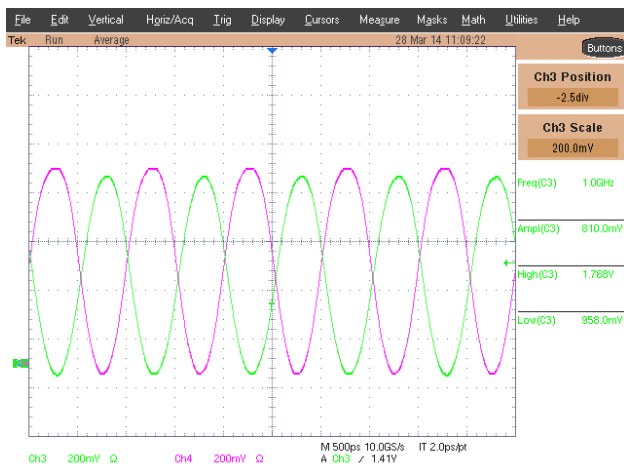 File Edit Vertical Horiz/Acq Trig Display Cursors Measure Masks Math Utilities Help
Tek Run Average 28 Mar 14 11:09:22 Buttons
Ch3 Position
-2.5div
Ch3 Scale
200.0mV
Freq(C3) 1.0GHz
Ampl(C3) 810.0mV
High(C3) 1.768V
Low(C3) 958.0mV
M 500ps 10.0GS/s IT 2.0ps/pt
Ch3 200mV Ω Ch4 200mV Ω A Ch3 ∕ 1.41V